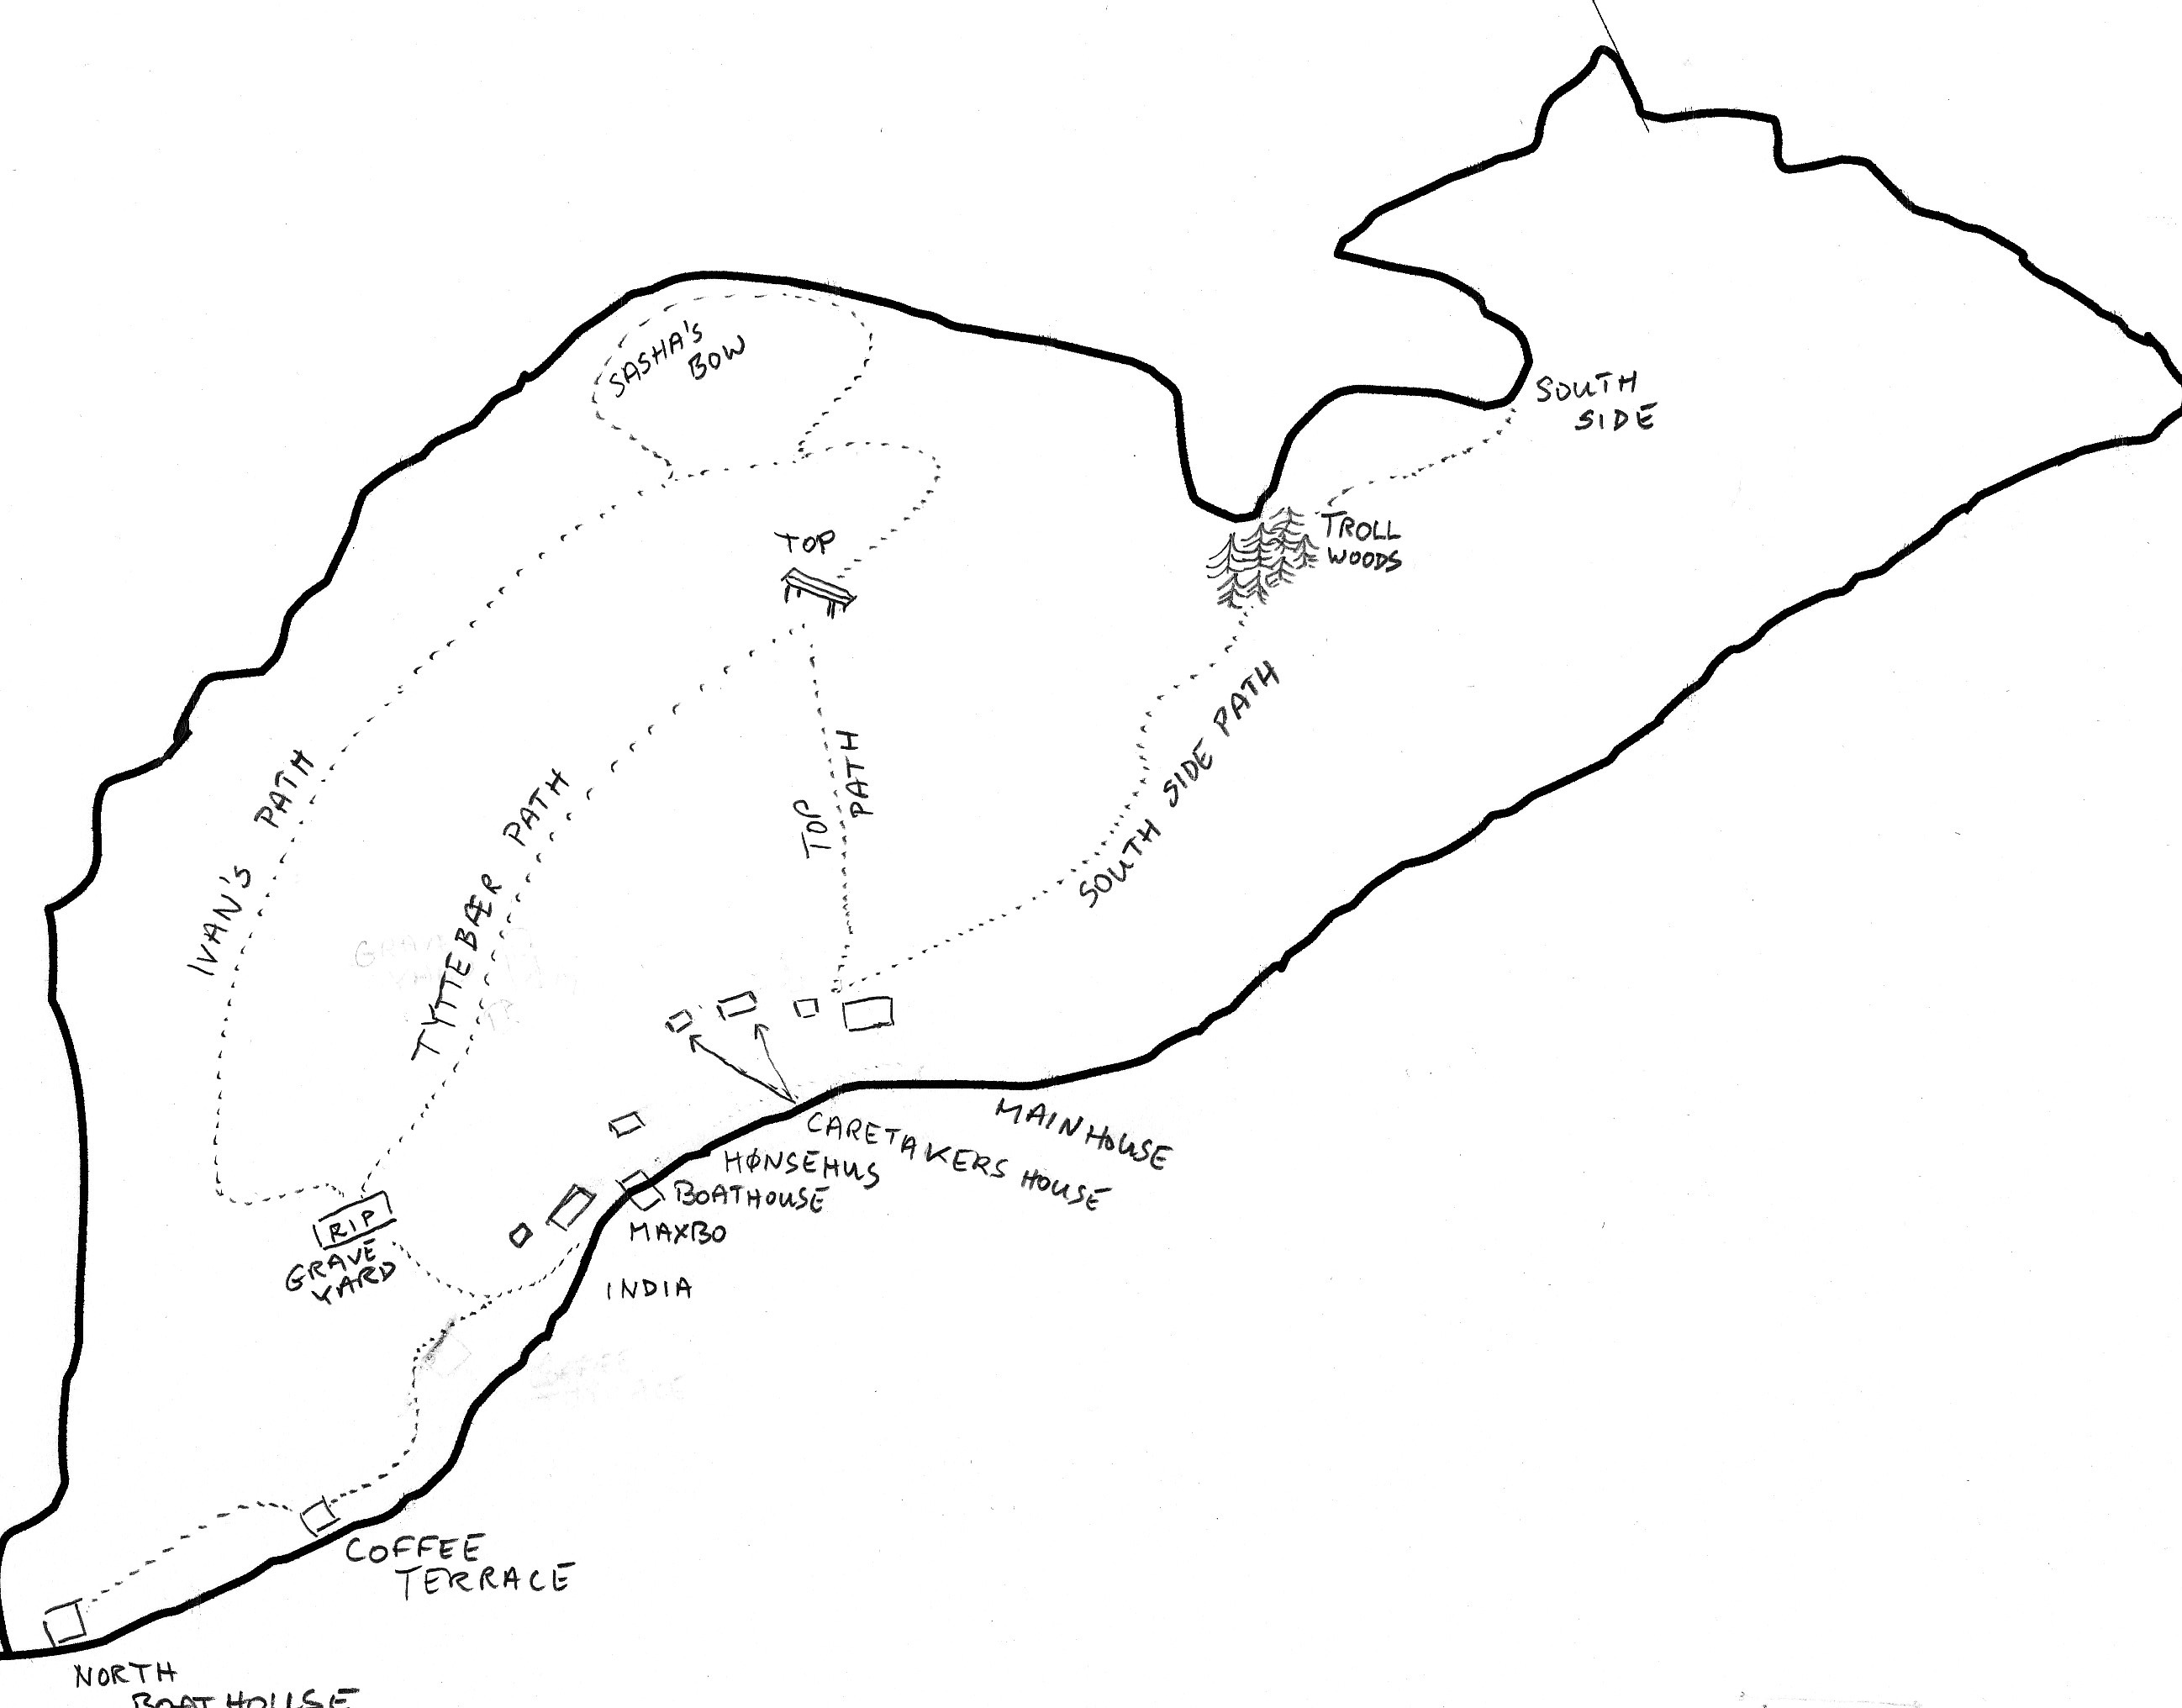 SASHA'S
BOW
SOUTH
SIDE
TOP
TROLL
WOODS
IVAN'S PATH
TYTTEBÆR PATH
TOP PATH
SOUTH SIDE PATH
MAINHOUSE
CARETAKERS HOUSE
HØNSEHUS
BOATHOUSE
MAXBO
INDIA
RIP
GRAVE
YARD
COFFEE
TERRACE
NORTH
BOATHOUSE